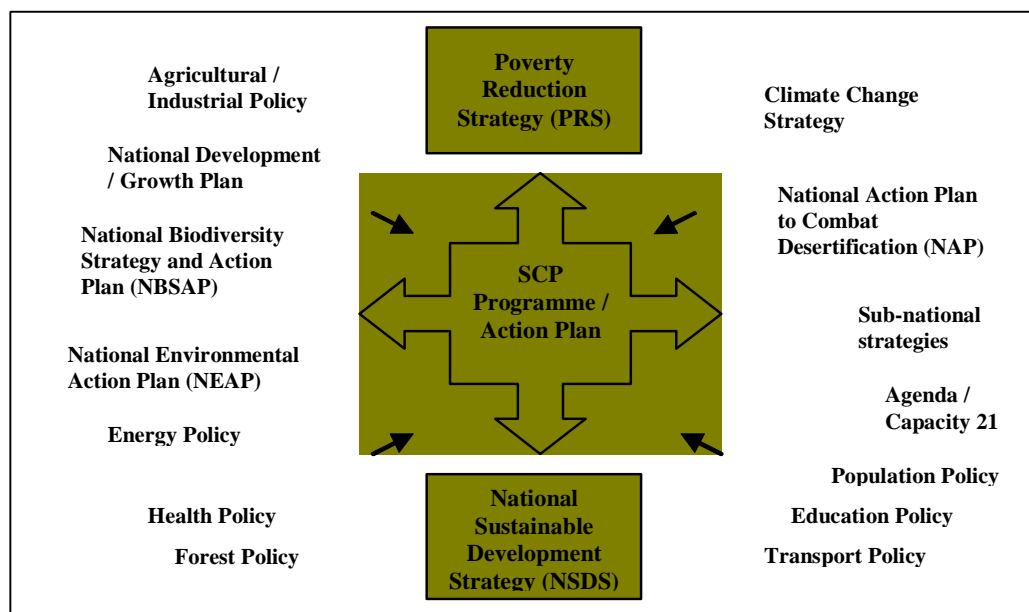 Poverty
Reduction
Strategy (PRS)
Agricultural /
Industrial Policy
National Development
/ Growth Plan
National Biodiversity
Strategy and Action
Plan (NBSAP)
National Environmental
Action Plan (NEAP)
Energy Policy
Health Policy
Forest Policy
SCP
Programme /
Action Plan
National
Sustainable
Development
Strategy (NSDS)
Climate Change
Strategy
National Action Plan
to Combat
Desertification (NAP)
Sub-national
strategies
Agenda /
Capacity 21
Population Policy
Education Policy
Transport Policy